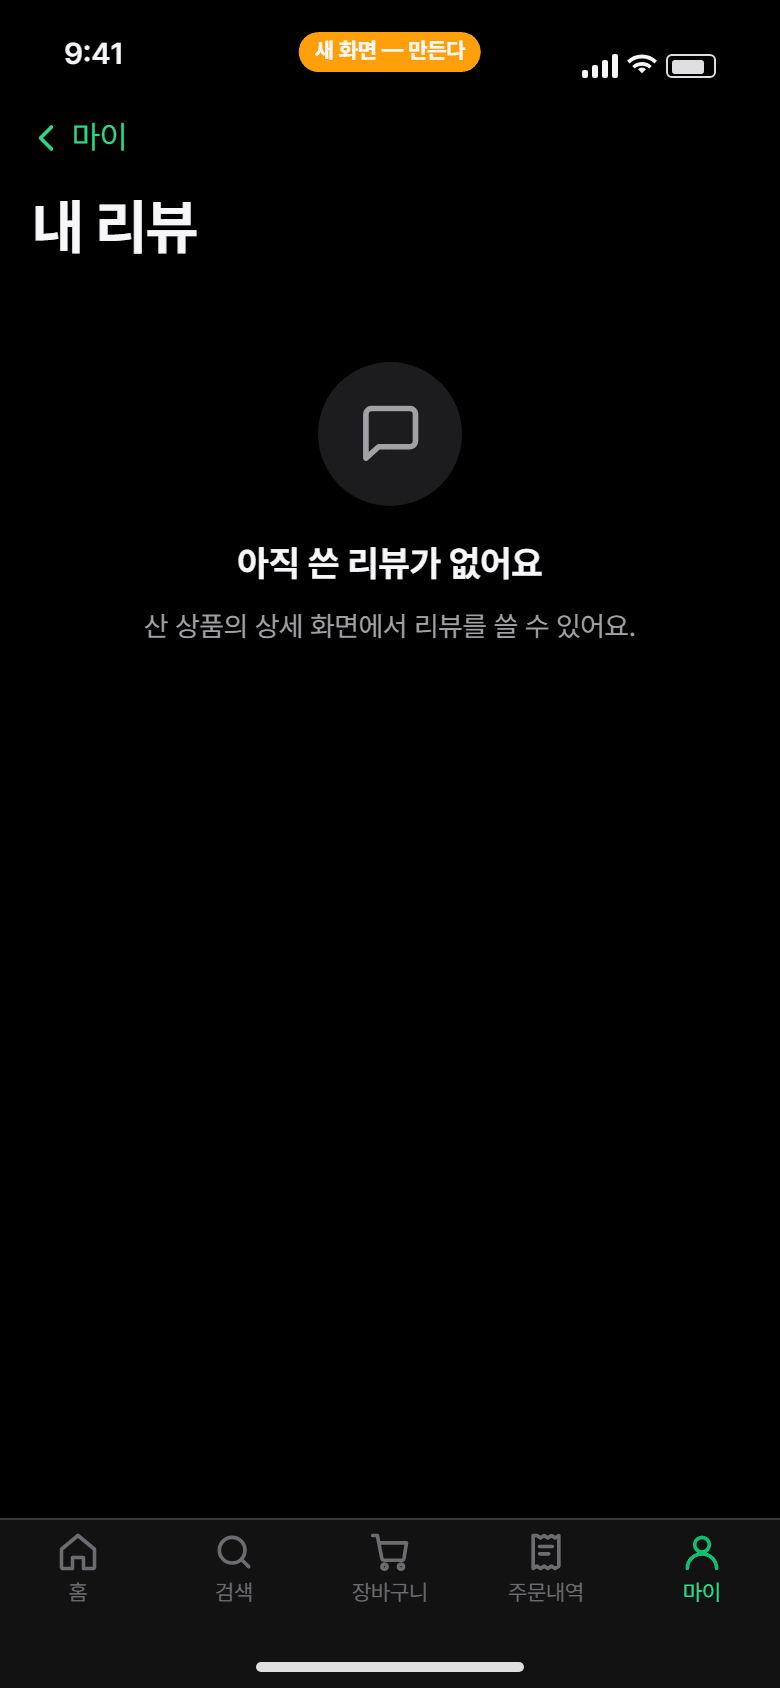 9:41
새 화면 — 만든다
마이
내 리뷰
아직 쓴 리뷰가 없어요
산 상품의 상세 화면에서 리뷰를 쓸 수 있어요.
홈
검색
장바구니
주문내역
마이